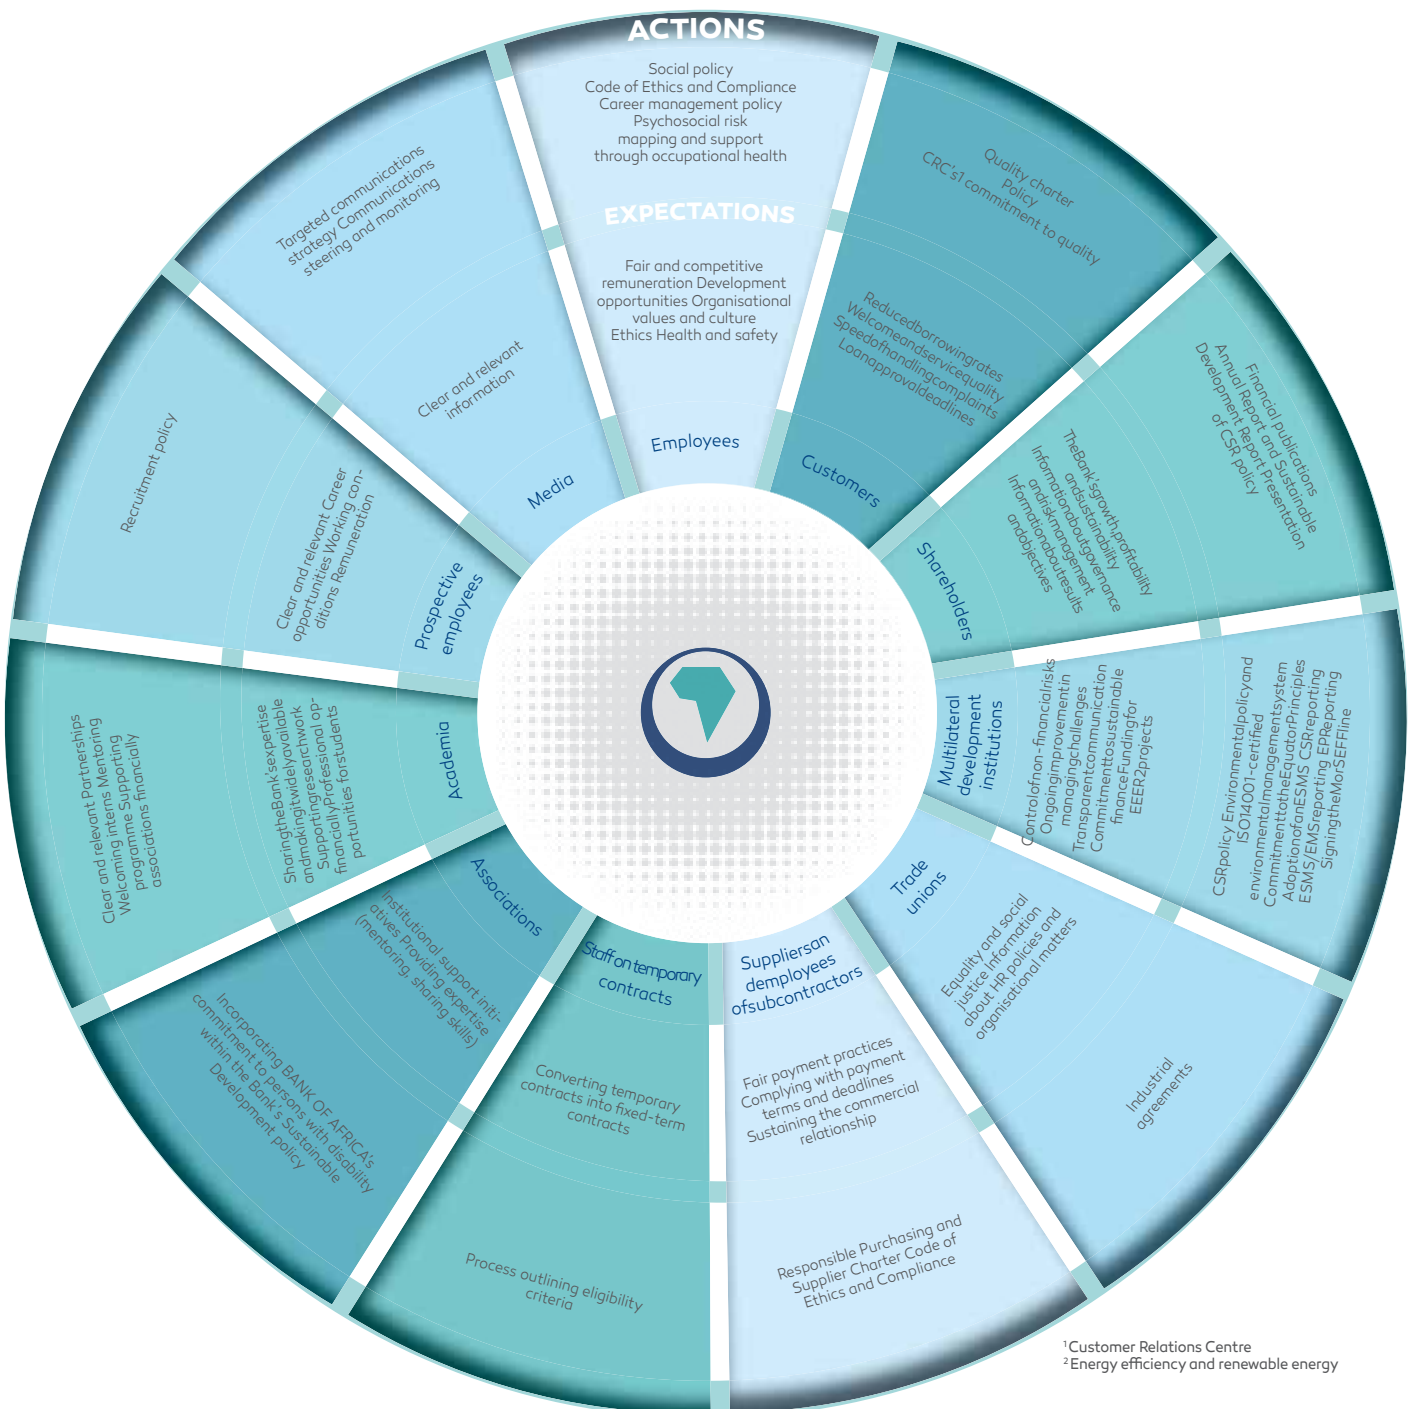 ACTIONS
Social policy
Code of Ethics and Compliance
Career management policy
Psychosocial risk
mapping and support
through occupational health
EXPECTATIONS
Fair and competitive
remuneration Development
opportunities Organisational
values and culture
Ethics Health and safety
Employees
Quality charter
Policy
CRC's1 commitment to quality
Reducedborrowingrates
Welcomeandservicequality
Speedofhandlingcomplaints
Loanapprovaldeadlines
Customers
Financial publications
Annual Report and Sustainable
Development Report Presentation
of CSR policy
TheBank'sgrowth,profitability
andsustainability
Informationaboutgovernance
andriskmanagement
Informationaboutresults
andobjectives
Shareholders
Multilateral
development
institutions
Controlofnon-financialrisks
Ongoingimprovementin
managingchallenges
Transparentcommunication
Commitmenttosustainable
financeFundingfor
EEER2projects
CSRpolicy Environmentalpolicyand
ISO14001-certified
environmentalmanagementsystem
CommitmenttotheEquatorPrinciples
AdoptionofanESMS CSRreporting
ESMS/EMSreporting EPReporting
SigningtheMorSEFFline
Trade
unions
Equality and social
justice Information
about HR policies and
organisational matters
Industrial
agreements
Suppliersan
demployees
ofsubcontractors
Fair payment practices
Complying with payment
terms and deadlines
Sustaining the commercial
relationship
Responsible Purchasing and
Supplier Charter Code of
Ethics and Compliance
Staff on temporary
contracts
Converting temporary
contracts into fixed-term
contracts
Process outlining eligibility
criteria
Associations
Institutional support initi-
atives Providing expertise
(mentoring, sharing skills)
Incorporating BANK OF AFRICA's
commitment to persons with disability
within the Bank's Sustainable
Development policy
Academia
SharingtheBank'sexpertise
andmakingitwidelyavailable
Supportingresearchwork
financiallyProfessional op-
portunities forstudents
Clear and relevant Partnerships
Welcoming interns Mentoring
programme Supporting
associations financially
Prospective
employees
Clear and relevant Career
opportunities Working con-
ditions Remuneration
Recruitment policy
Media
Clear and relevant
information
Targeted communications
strategy Communications
steering and monitoring
1 Customer Relations Centre
2 Energy efficiency and renewable energy